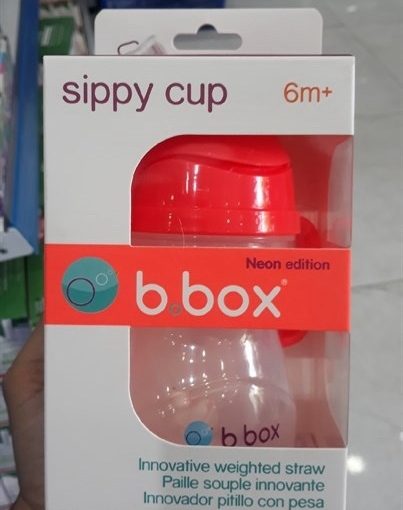 sippy cup
6m+
Neon edition
b.box®
b box
Innovative weighted straw
Paille souple innovante
Innovador pitillo con pesa